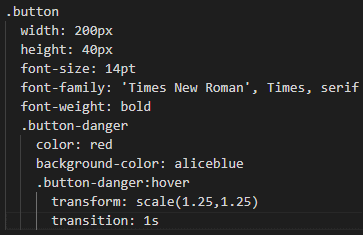 .button
width: 200px
height: 40px
font-size: 14pt
font-family: 'Times New Roman', Times, serif
font-weight: bold
.button-danger
color: red
background-color: aliceblue
.button-danger:hover
transform: scale(1.25,1.25)
transition: 1s